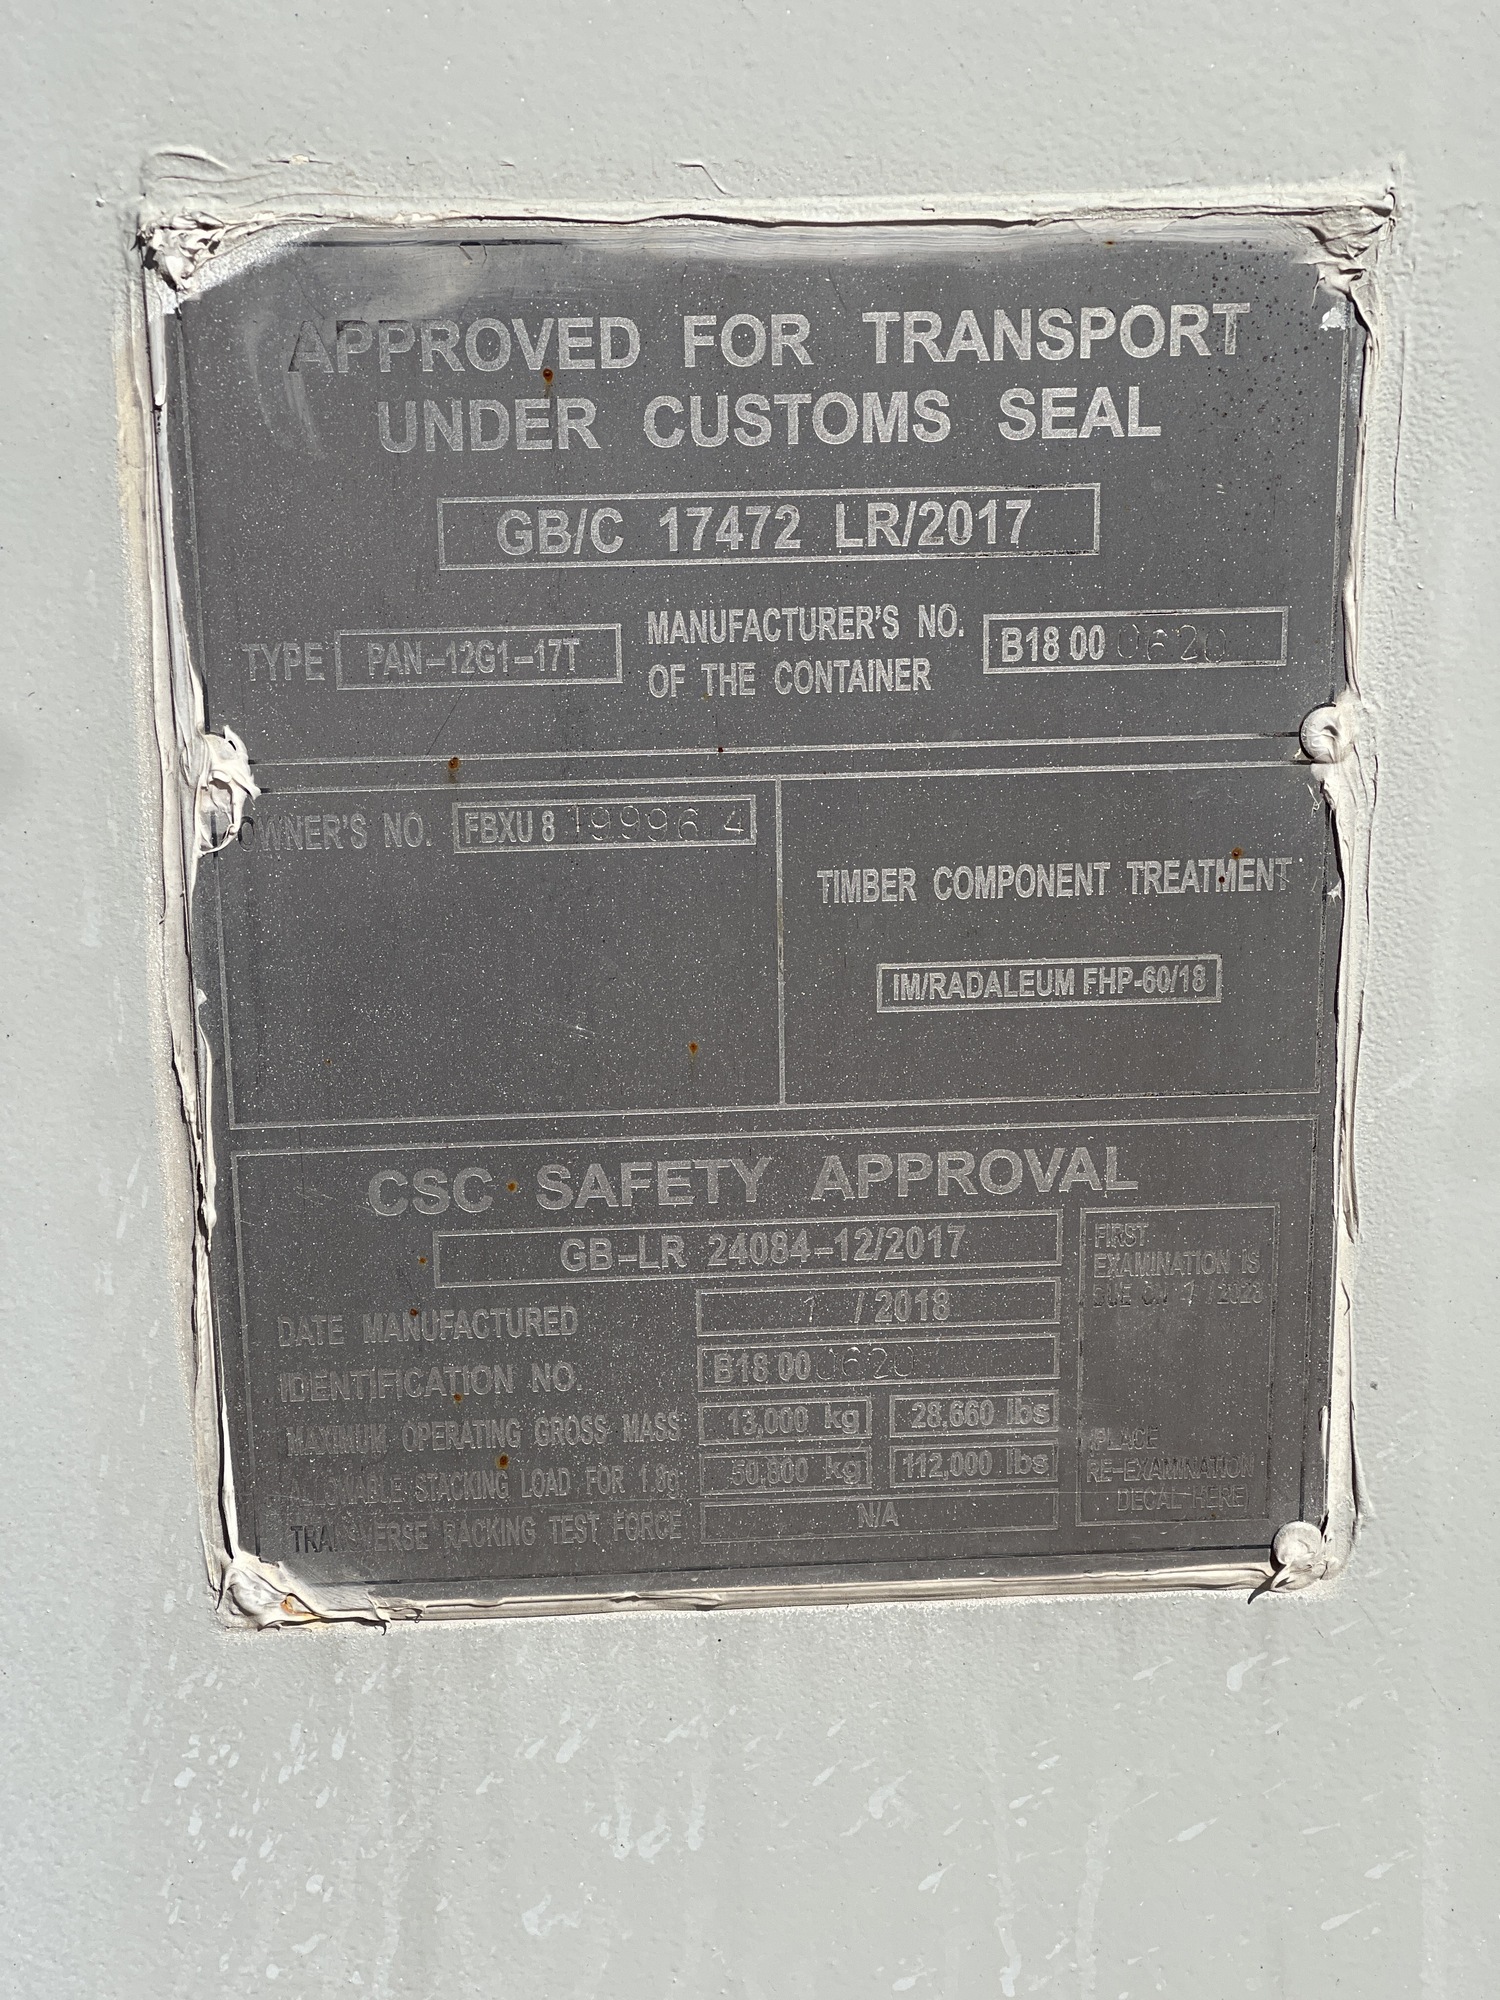 APPROVED FOR TRANSPORT
UNDER CUSTOMS SEAL
GB/C 17472 LR/2017
TYPE PAN-12G1-17T
MANUFACTURER'S NO.
OF THE CONTAINER
B18 00 0620
OWNER'S NO. FBXU 8 19996 4
TIMBER COMPONENT TREATMENT
IM/RADALEUM FHP-60/18
CSC SAFETY APPROVAL
GB-LR 24084-12/2017
DATE MANUFACTURED 1 / 2018
IDENTIFICATION NO. B18 00 0620
MAXIMUM OPERATING GROSS MASS 13,000 kg 28,660 lbs
ALLOWABLE STACKING LOAD FOR 1.8g 50,800 kg 112,000 lbs
TRANSVERSE RACKING TEST FORCE N/A
FIRST
EXAMINATION IS
DUE ON 1 / 2023
PLACE
RE-EXAMINATION
DECAL HERE